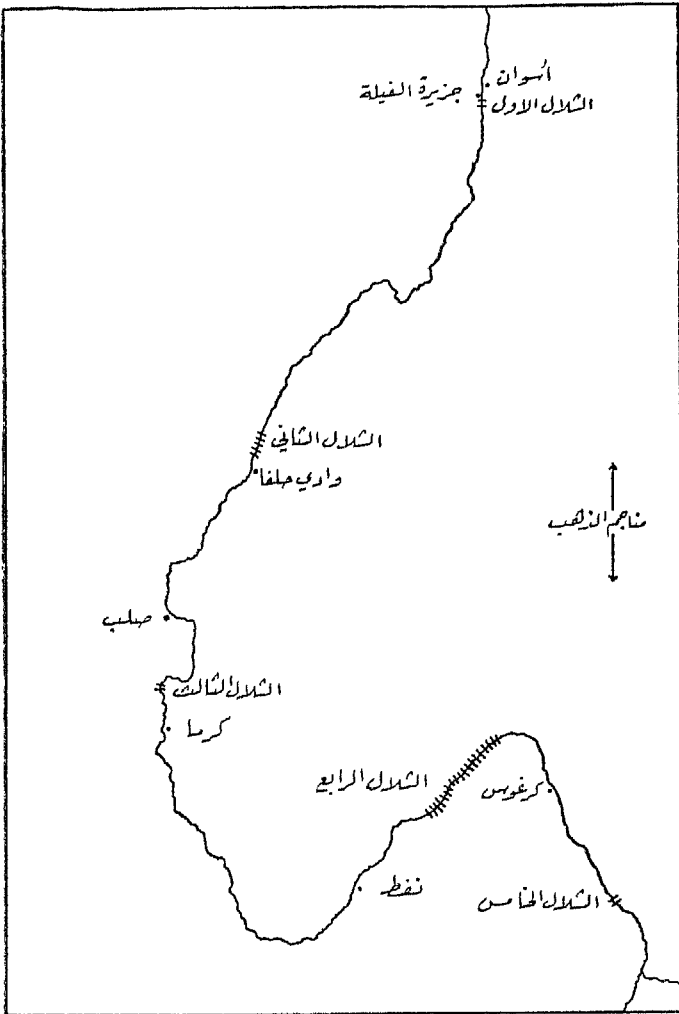 أسوان
جزيرة الفيلة
الشلال الاول
الشلال الثاني
وادي حلفا
مناجم الذهب
صلب
الشلال الثالث
كرما
الشلال الرابع
كرغوس
نفطر
الشلال الخامس